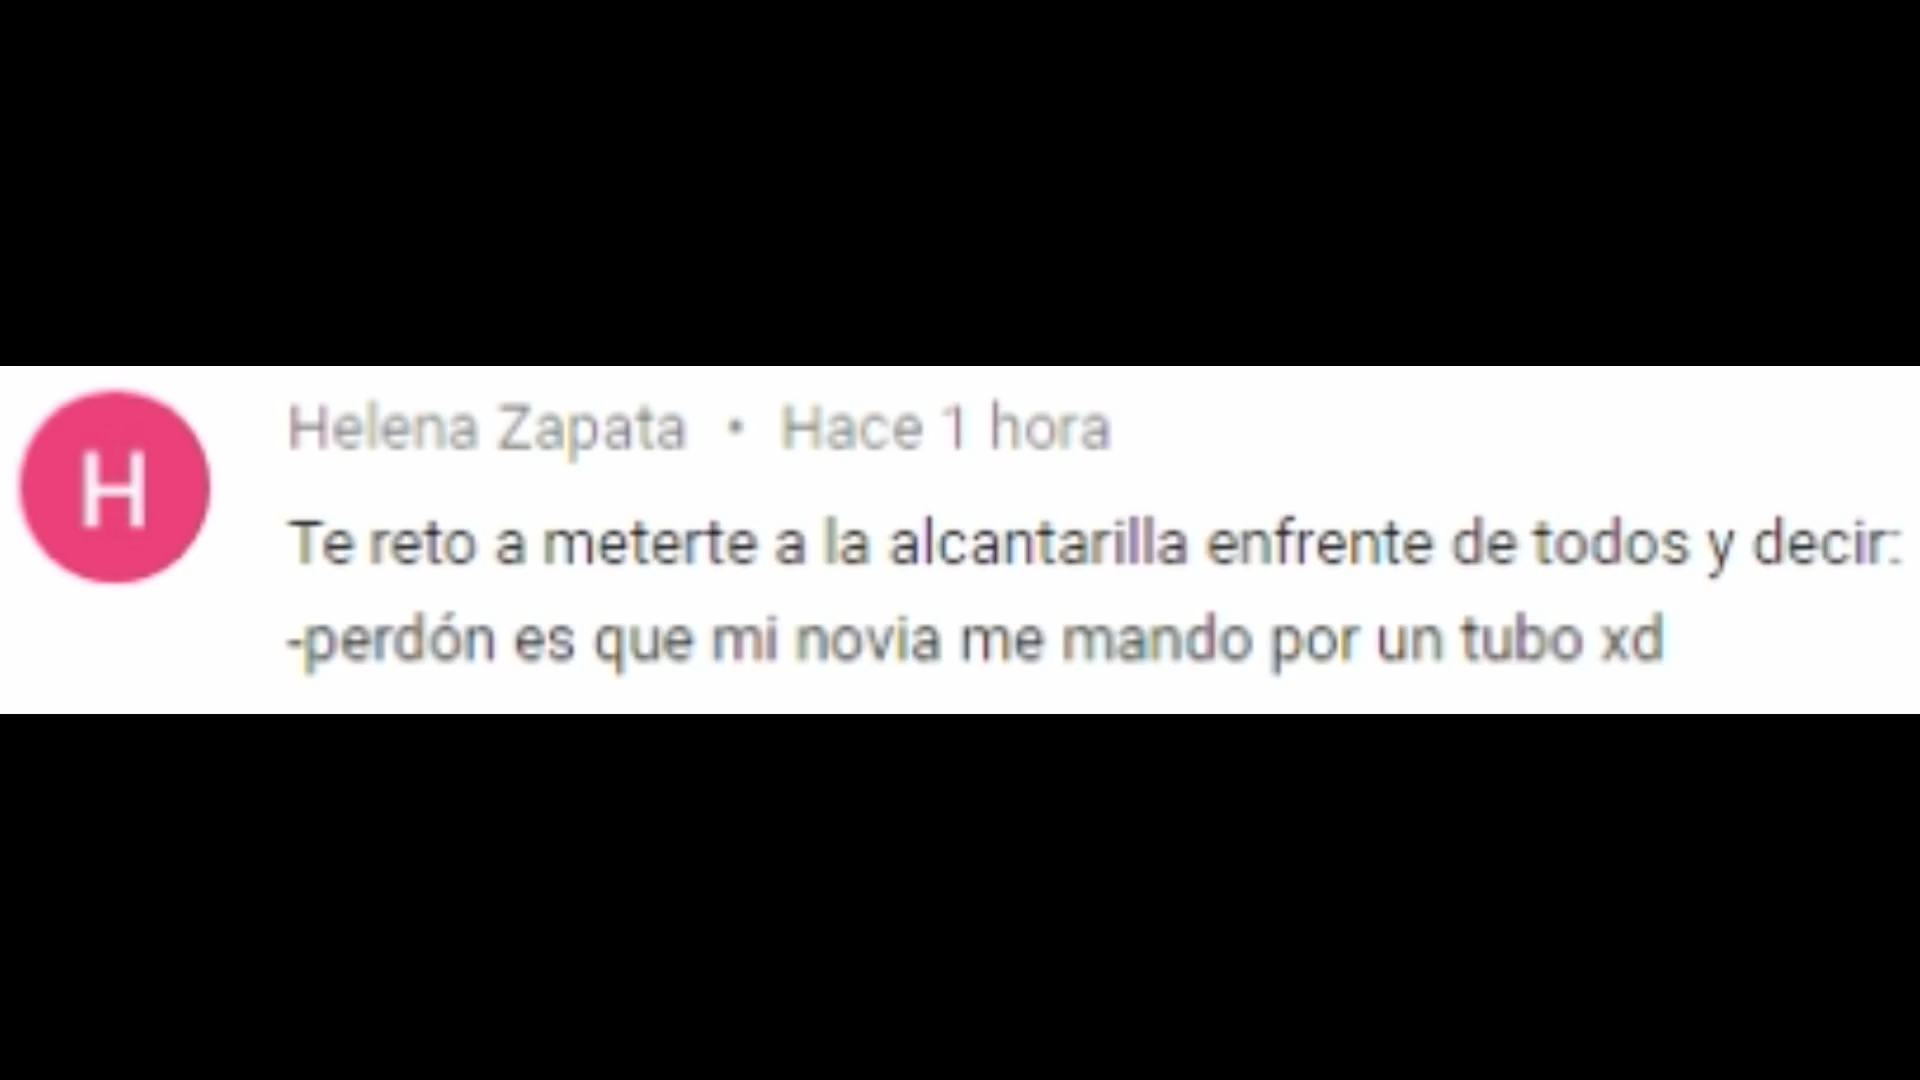 H
Helena Zapata • Hace 1 hora
Te reto a meterte a la alcantarilla enfrente de todos y decir:
-perdón es que mi novia me mando por un tubo xd